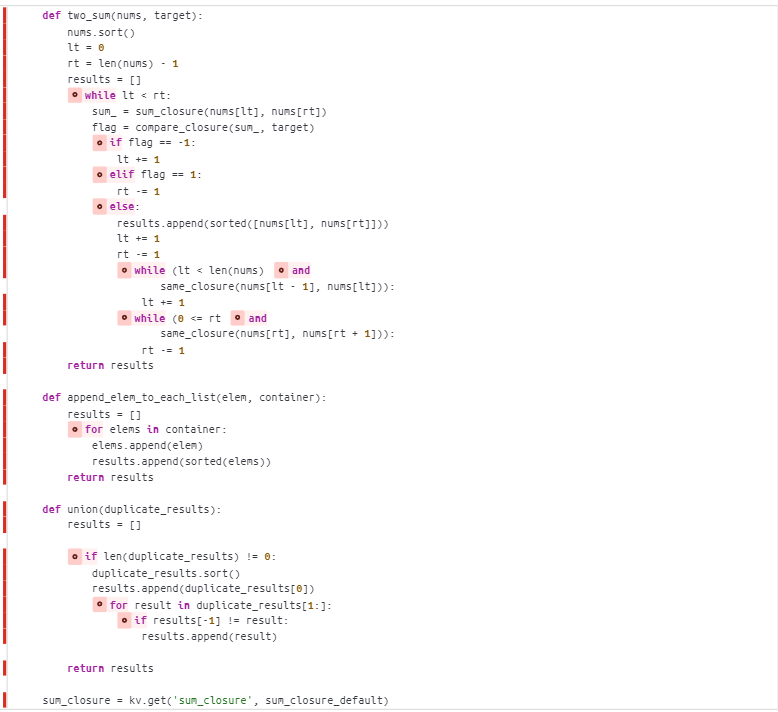 def two_sum(nums, target):
nums.sort()
lt = 0
rt = len(nums) - 1
results = []
while lt < rt:
sum_ = sum_closure(nums[lt], nums[rt])
flag = compare_closure(sum_, target)
if flag == -1:
lt += 1
elif flag == 1:
rt -= 1
else:
results.append(sorted([nums[lt], nums[rt]]))
lt += 1
rt -= 1
while (lt < len(nums) and
same_closure(nums[lt - 1], nums[lt])):
lt += 1
while (0 <= rt and
same_closure(nums[rt], nums[rt + 1])):
rt -= 1
return results
def append_elem_to_each_list(elem, container):
results = []
for elems in container:
elems.append(elem)
results.append(sorted(elems))
return results
def union(duplicate_results):
results = []
if len(duplicate_results) != 0:
duplicate_results.sort()
results.append(duplicate_results[0])
for result in duplicate_results[1:]:
if results[-1] != result:
results.append(result)
return results
sum_closure = kv.get('sum_closure', sum_closure_default)